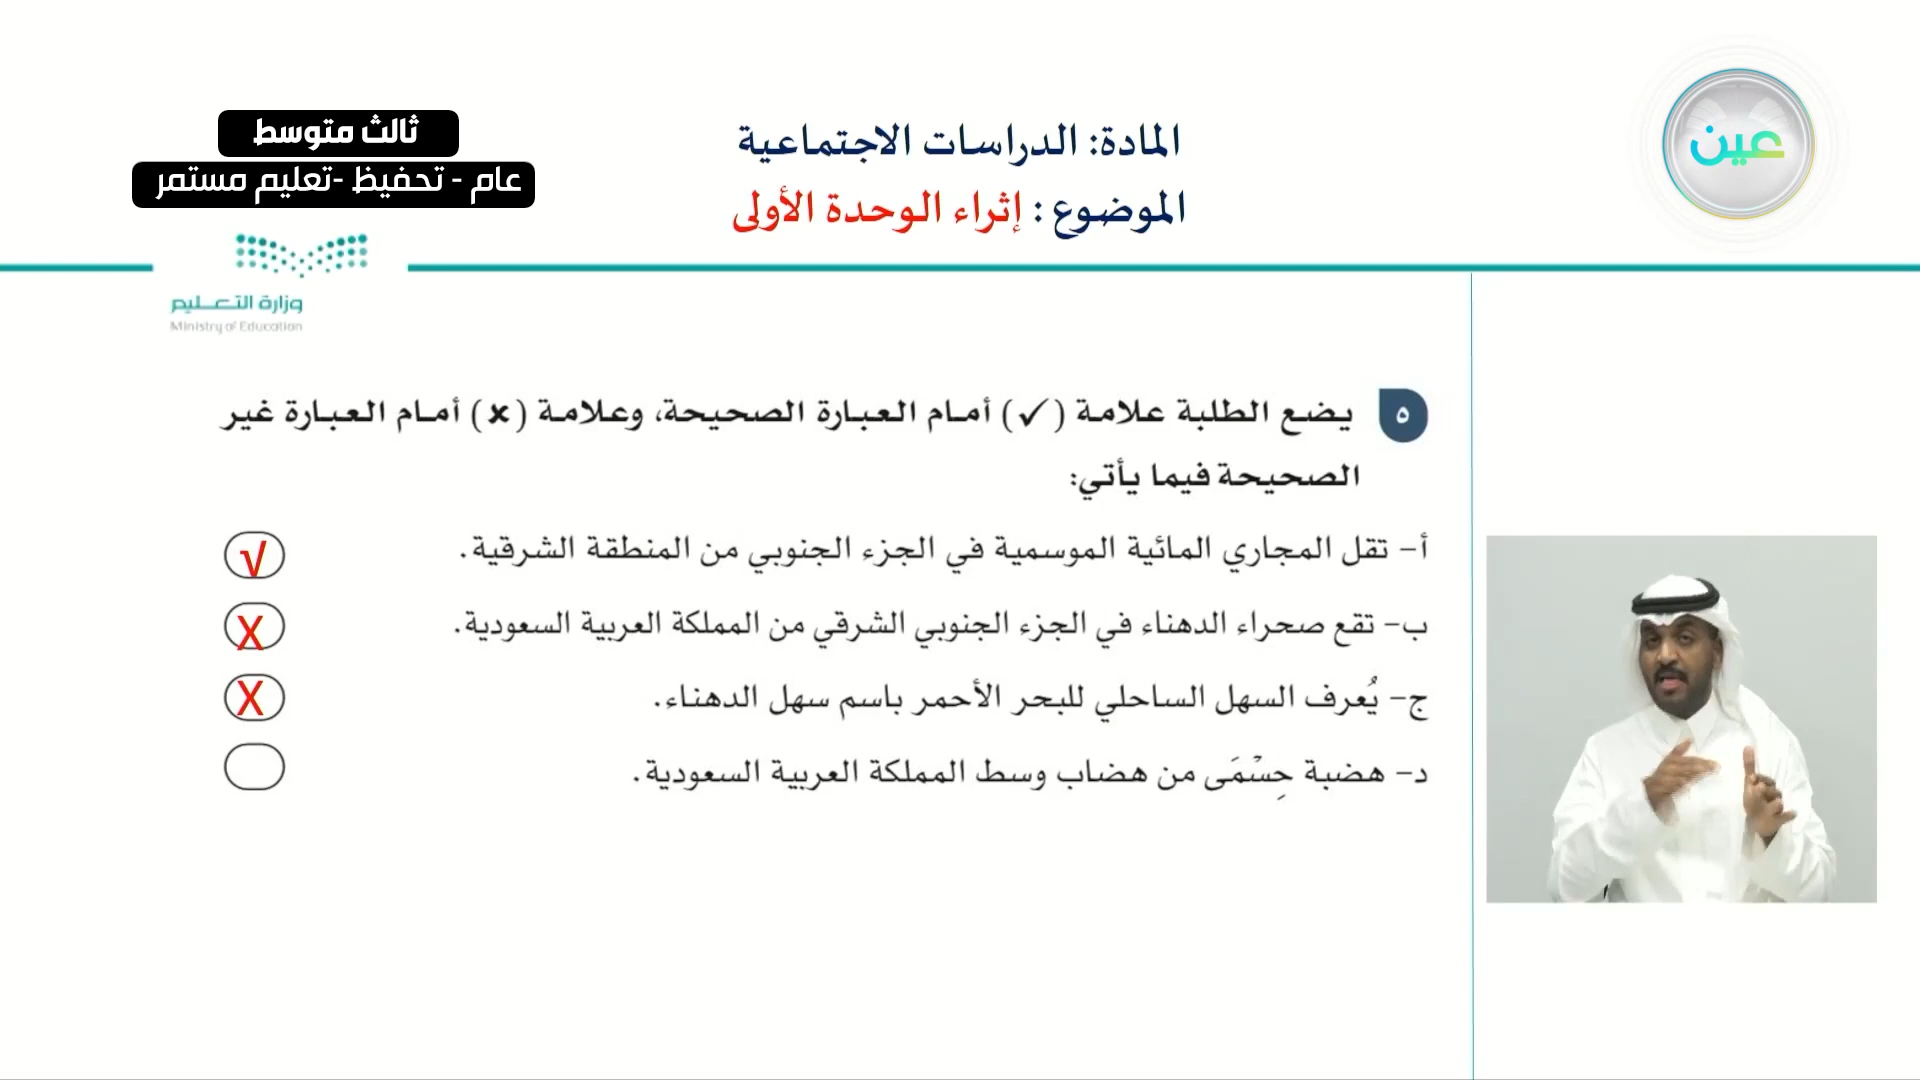 عين
المادة: الدراسات الاجتماعية
الموضوع : إثراء الوحدة الأولى
ثالث متوسط
عام - تحفيظ -تعليم مستمر
وزارة التعليم
Ministry of Education
٥ يضع الطلبة علامة (✓) أمام العبارة الصحيحة، وعلامة (✗) أمام العبارة غير
الصحيحة فيما يأتي:
أ- تقل المجاري المائية الموسمية في الجزء الجنوبي من المنطقة الشرقية. √
ب- تقع صحراء الدهناء في الجزء الجنوبي الشرقي من المملكة العربية السعودية. X
ج- يُعرف السهل الساحلي للبحر الأحمر باسم سهل الدهناء. X
د- هضبة حِسْمَى من هضاب وسط المملكة العربية السعودية.